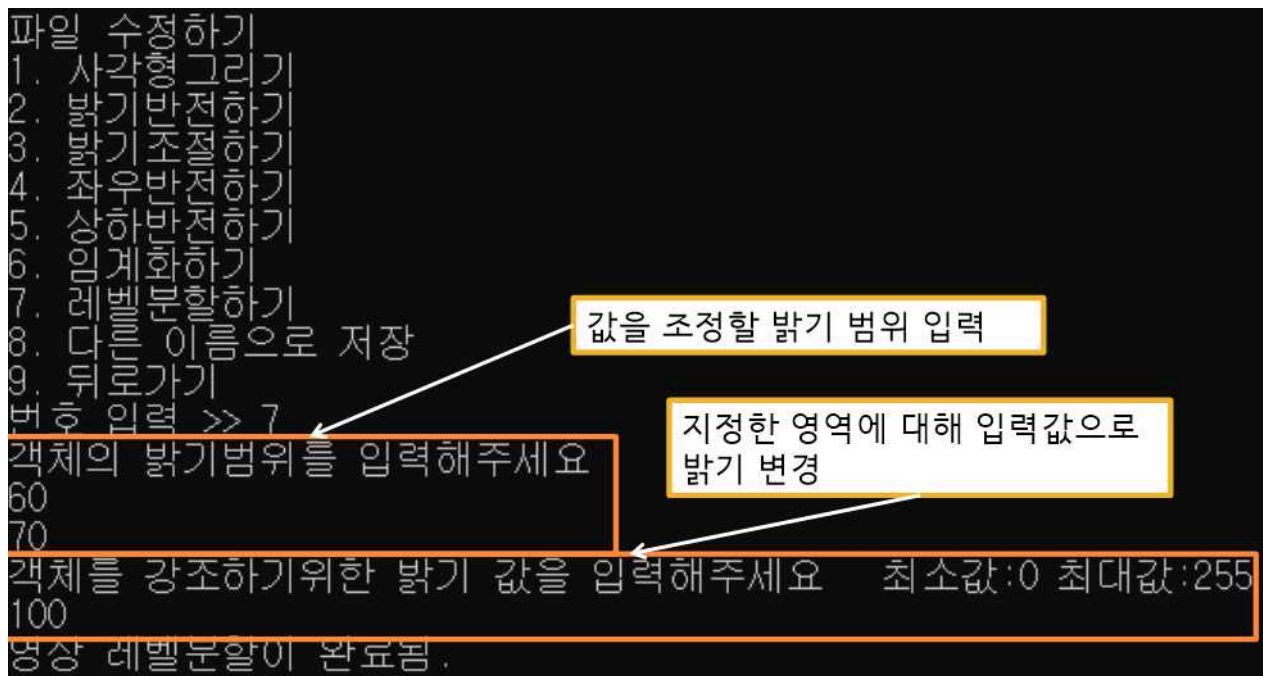 파일 수정하기
1. 사각형그리기
2. 밝기반전하기
3. 밝기조절하기
4. 좌우반전하기
5. 상하반전하기
6. 임계화하기
7. 레벨분할하기
8. 다른 이름으로 저장
9. 뒤로가기
번호 입력 >> 7
값을 조정할 밝기 범위 입력
객체의 밝기범위를 입력해주세요
60
70
지정한 영역에 대해 입력값으로
밝기 변경
객체를 강조하기위한 밝기 값을 입력해주세요 최소값:0 최대값:255
100
영상 레벨분할이 완료됨.